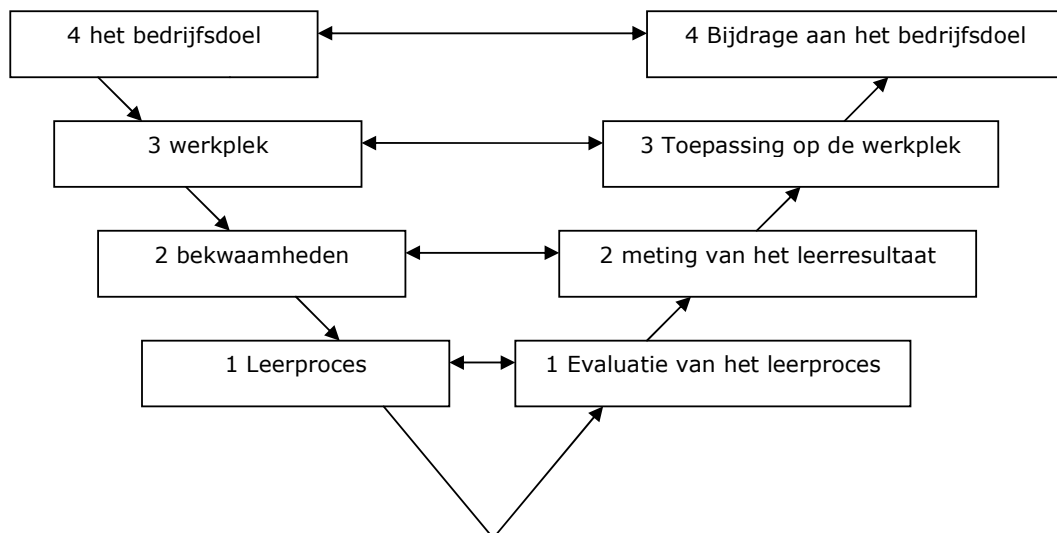 4 het bedrijfsdoel
4 Bijdrage aan het bedrijfsdoel
3 werkplek
3 Toepassing op de werkplek
2 bekwaamheden
2 meting van het leerresultaat
1 Leerproces
1 Evaluatie van het leerproces